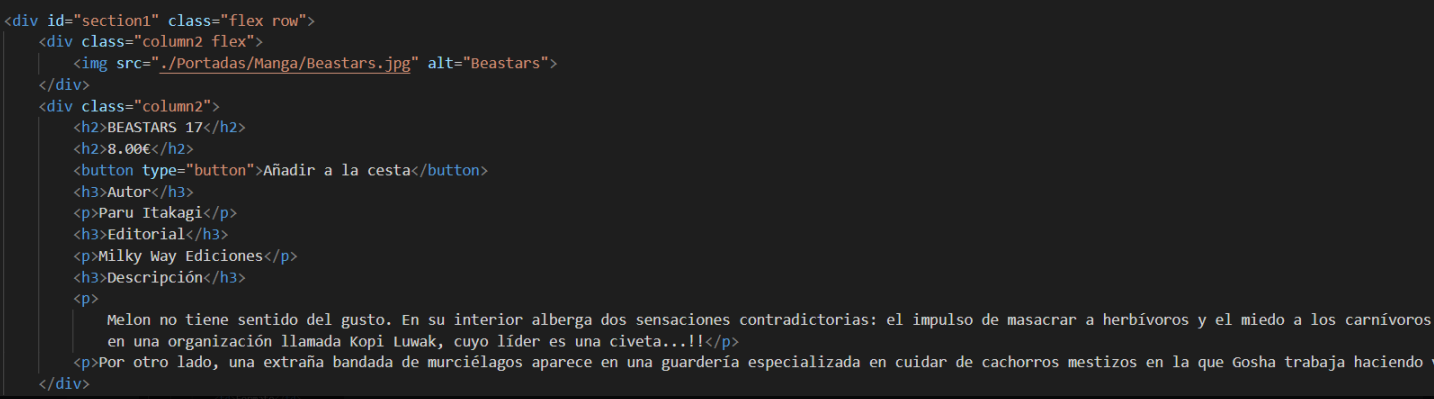 <div id="section1" class="flex row">
    <div class="column2 flex">
        <img src="./Portadas/Manga/Beastars.jpg" alt="Beastars">
    </div>
    <div class="column2">
        <h2>BEASTARS 17</h2>
        <h2>8.00€</h2>
        <button type="button">Añadir a la cesta</button>
        <h3>Autor</h3>
        <p>Paru Itakagi</p>
        <h3>Editorial</h3>
        <p>Milky Way Ediciones</p>
        <h3>Descripción</h3>
        <p>
            Melon no tiene sentido del gusto. En su interior alberga dos sensaciones contradictorias: el impulso de masacrar a herbívoros y el miedo a los carnívoros
            en una organización llamada Kopi Luwak, cuyo líder es una civeta...!!</p>
        <p>Por otro lado, una extraña bandada de murciélagos aparece en una guardería especializada en cuidar de cachorros mestizos en la que Gosha trabaja haciendo
    </div>